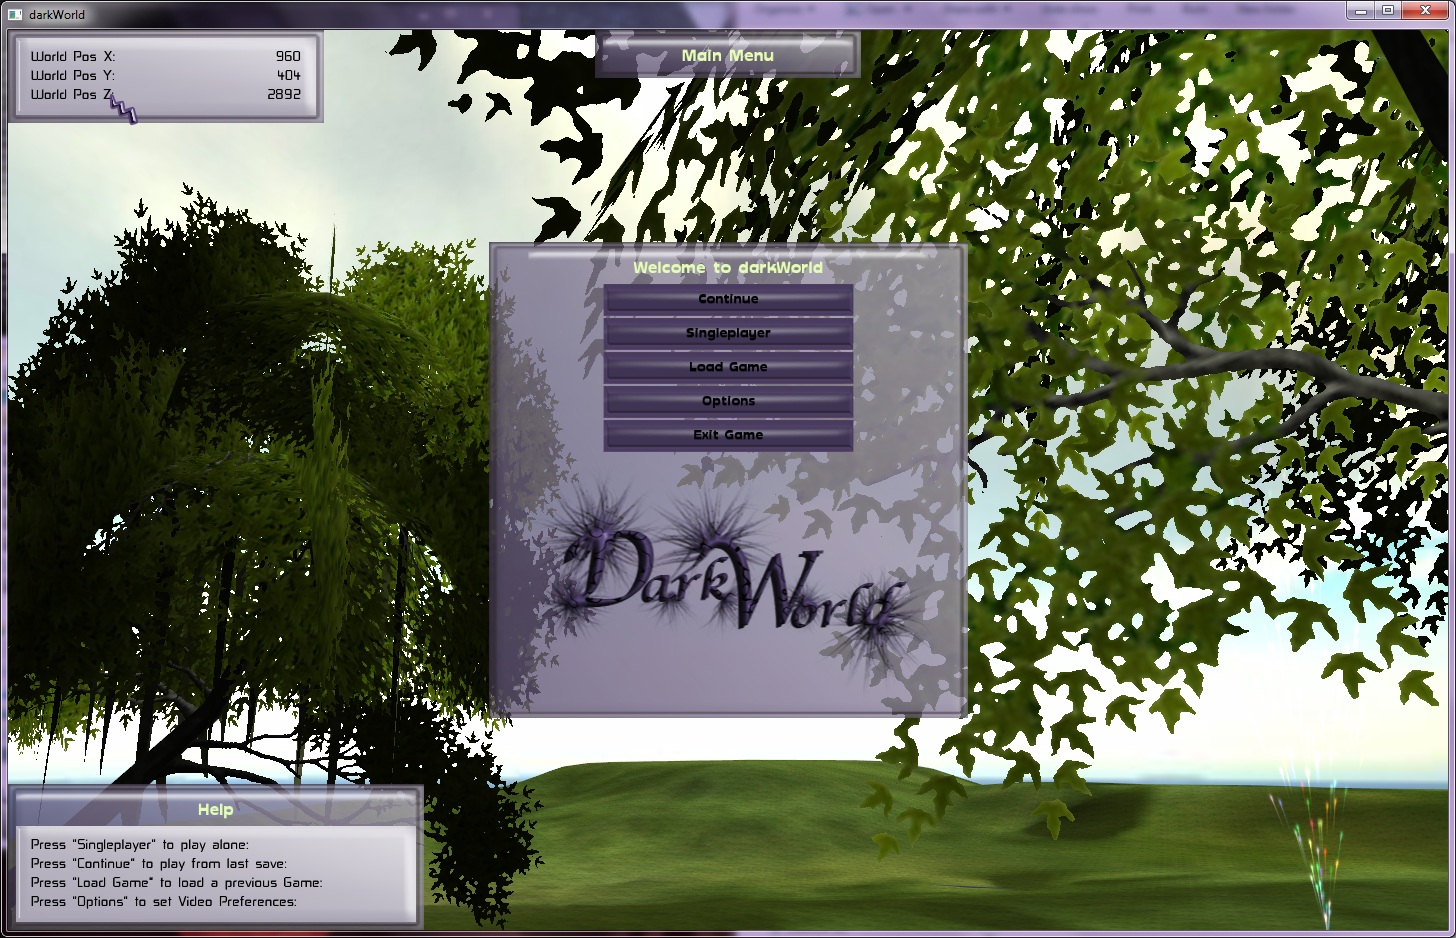 darkWorld
World Pos X: 960
World Pos Y: 404
World Pos Z: 2892
Main Menu
Welcome to darkWorld
Continue
Singleplayer
Load Game
Options
Exit Game
DarkWorld
Help
Press "Singleplayer" to play alone:
Press "Continue" to play from last save:
Press "Load Game" to load a previous Game:
Press "Options" to set Video Preferences: